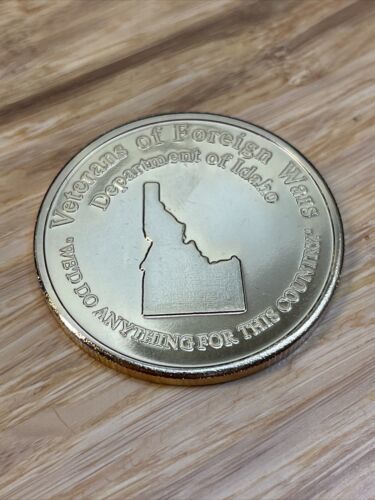 Veterans of Foreign Wars
Department of Idaho
"WE'D DO ANYTHING FOR THIS COUNTRY"